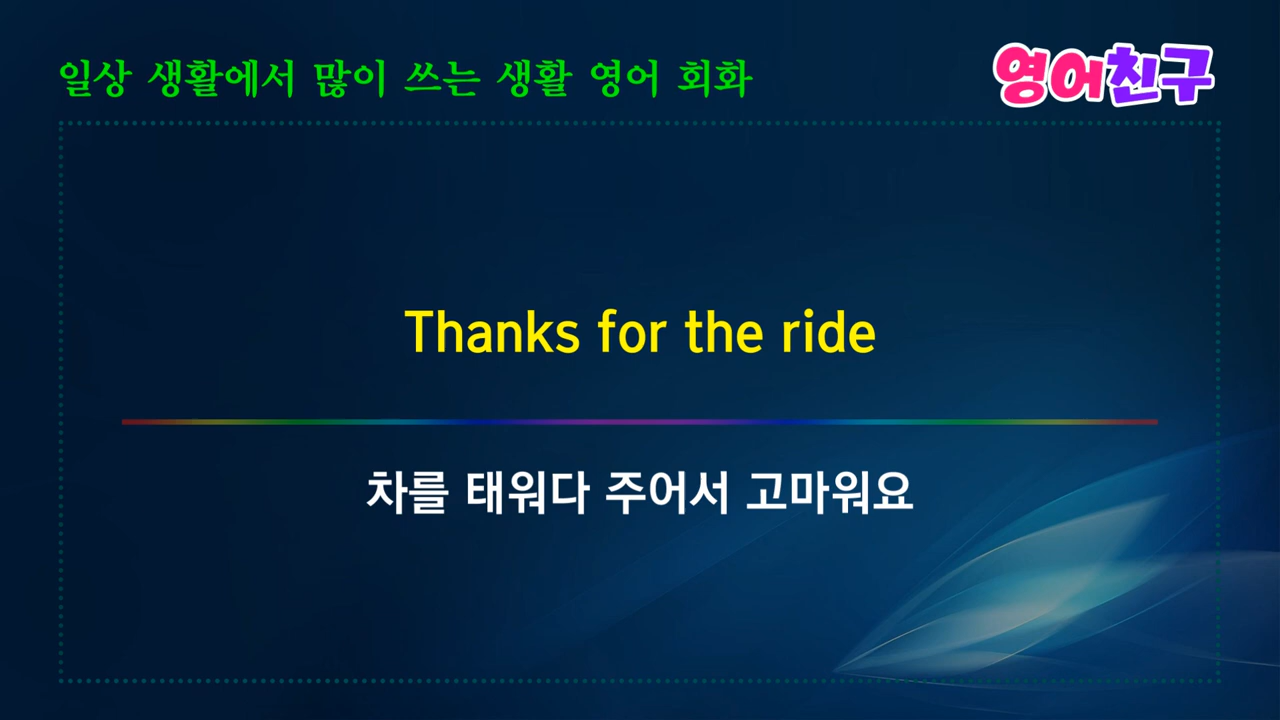 일상 생활에서 많이 쓰는 생활 영어 회화
영어친구
Thanks for the ride
차를 태워다 주어서 고마워요